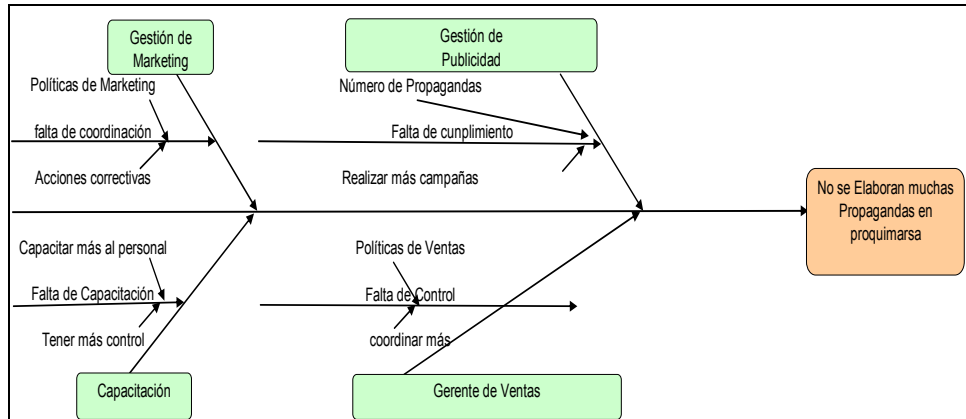 Gestión de
Marketing
Gestión de
Publicidad
Políticas de Marketing
Número de Propagandas
falta de coordinación
Falta de cunplimiento
Acciones correctivas
Realizar más campañas
No se Elaboran muchas
Propagandas en
proquimarsa
Capacitar más al personal
Políticas de Ventas
Falta de Capacitación
Falta de Control
Tener más control
coordinar más
Capacitación
Gerente de Ventas